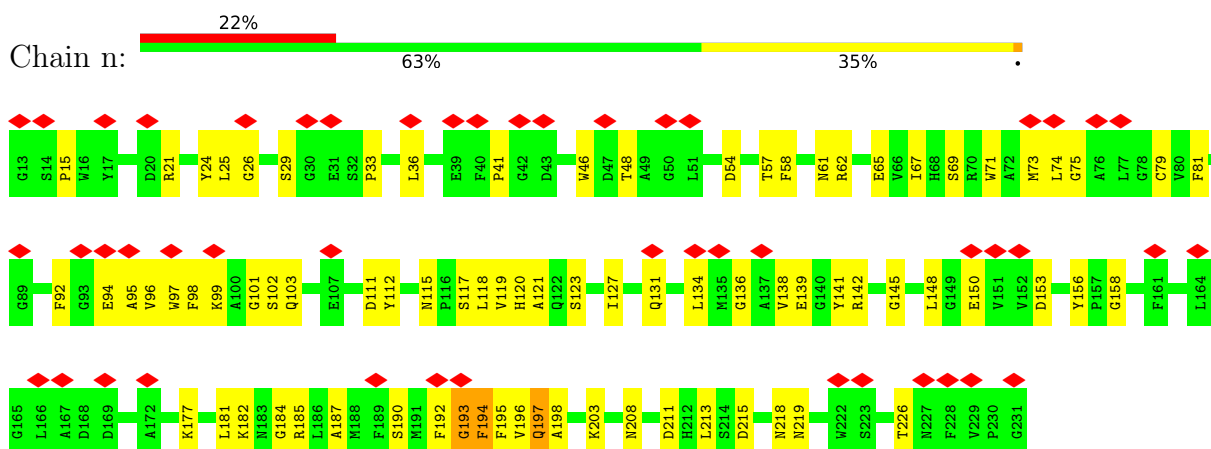 22%
Chain n:
63% 35% •
G13 S14 P15 W16 Y17 D20 R21 Y24 L25 G26 S29 G30 E31 S32 P33 L36 E39 F40 P41 G42 D43 W46 D47 T48 A49 G50 L51 D54 T57 F58 N61 R62 E65 V66 I67 H68 S69 R70 W71 A72 M73 L74 G75 A76 L77 G78 C79 V80 F81
G89 F92 G93 E94 A95 V96 W97 F98 K99 A100 G101 S102 Q103 E107 D111 Y112 N115 P116 S117 L118 V119 H120 A121 Q122 S123 I127 Q131 L134 M135 G136 A137 V138 E139 G140 Y141 R142 G145 L148 G149 E150 V151 V152 D153 Y156 P157 G158 F161 L164
G165 L166 A167 D168 D169 A172 K177 L181 K182 N183 G184 R185 L186 A187 M188 F189 S190 M191 F192 G193 F194 F195 V196 Q197 A198 K203 N208 D211 H212 L213 S214 D215 N218 N219 W222 S223 T226 N227 F228 V229 P230 G231